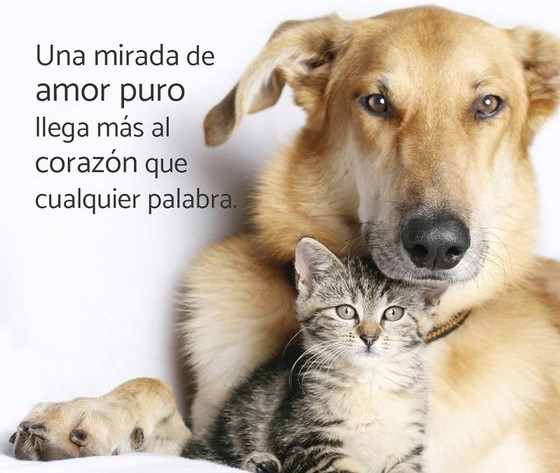 Una mirada de
amor puro
llega más al
corazón que
cualquier palabra.